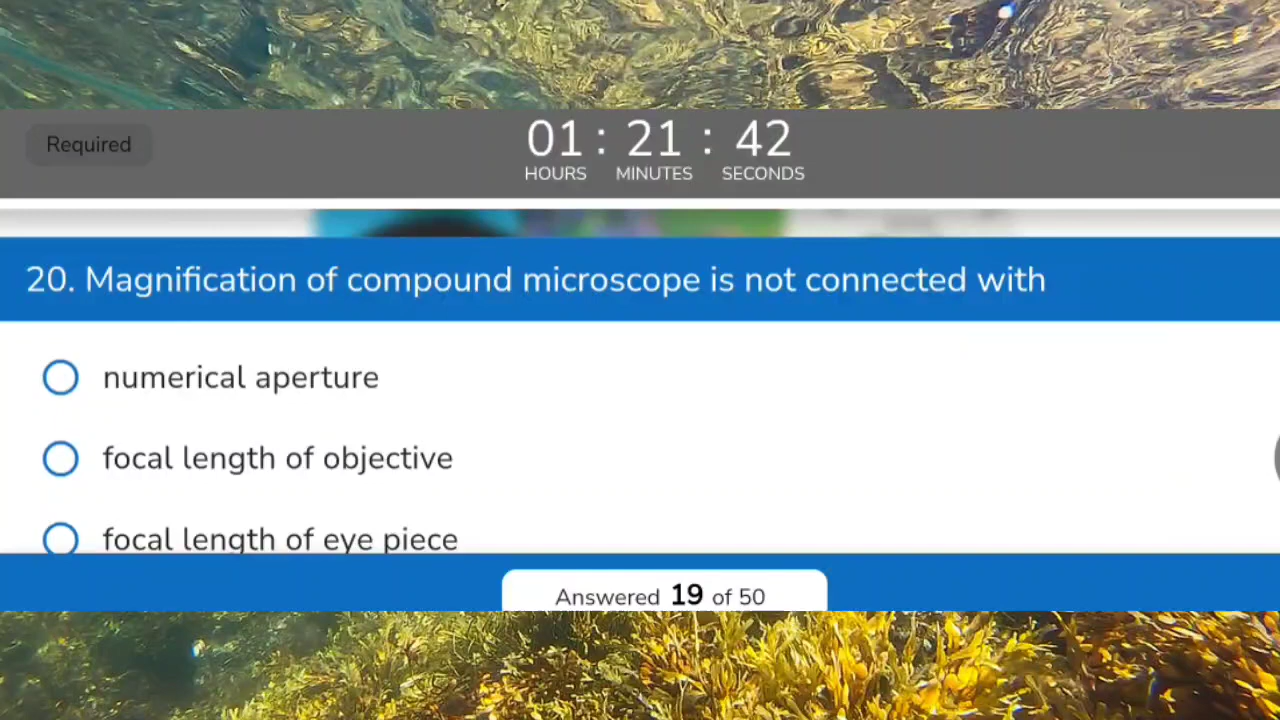 Required
01 : 21 : 42
HOURS MINUTES SECONDS
20. Magnification of compound microscope is not connected with
numerical aperture
focal length of objective
focal length of eye piece
Answered 19 of 50